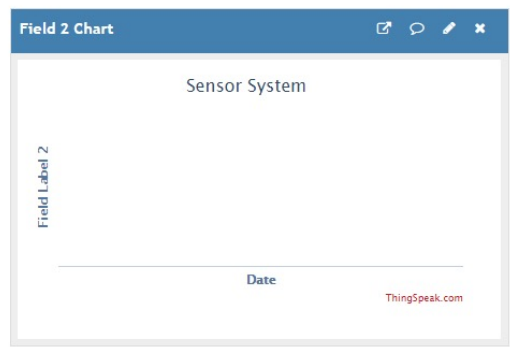 Field 2 Chart
Sensor System
Field Label 2
Date
ThingSpeak.com